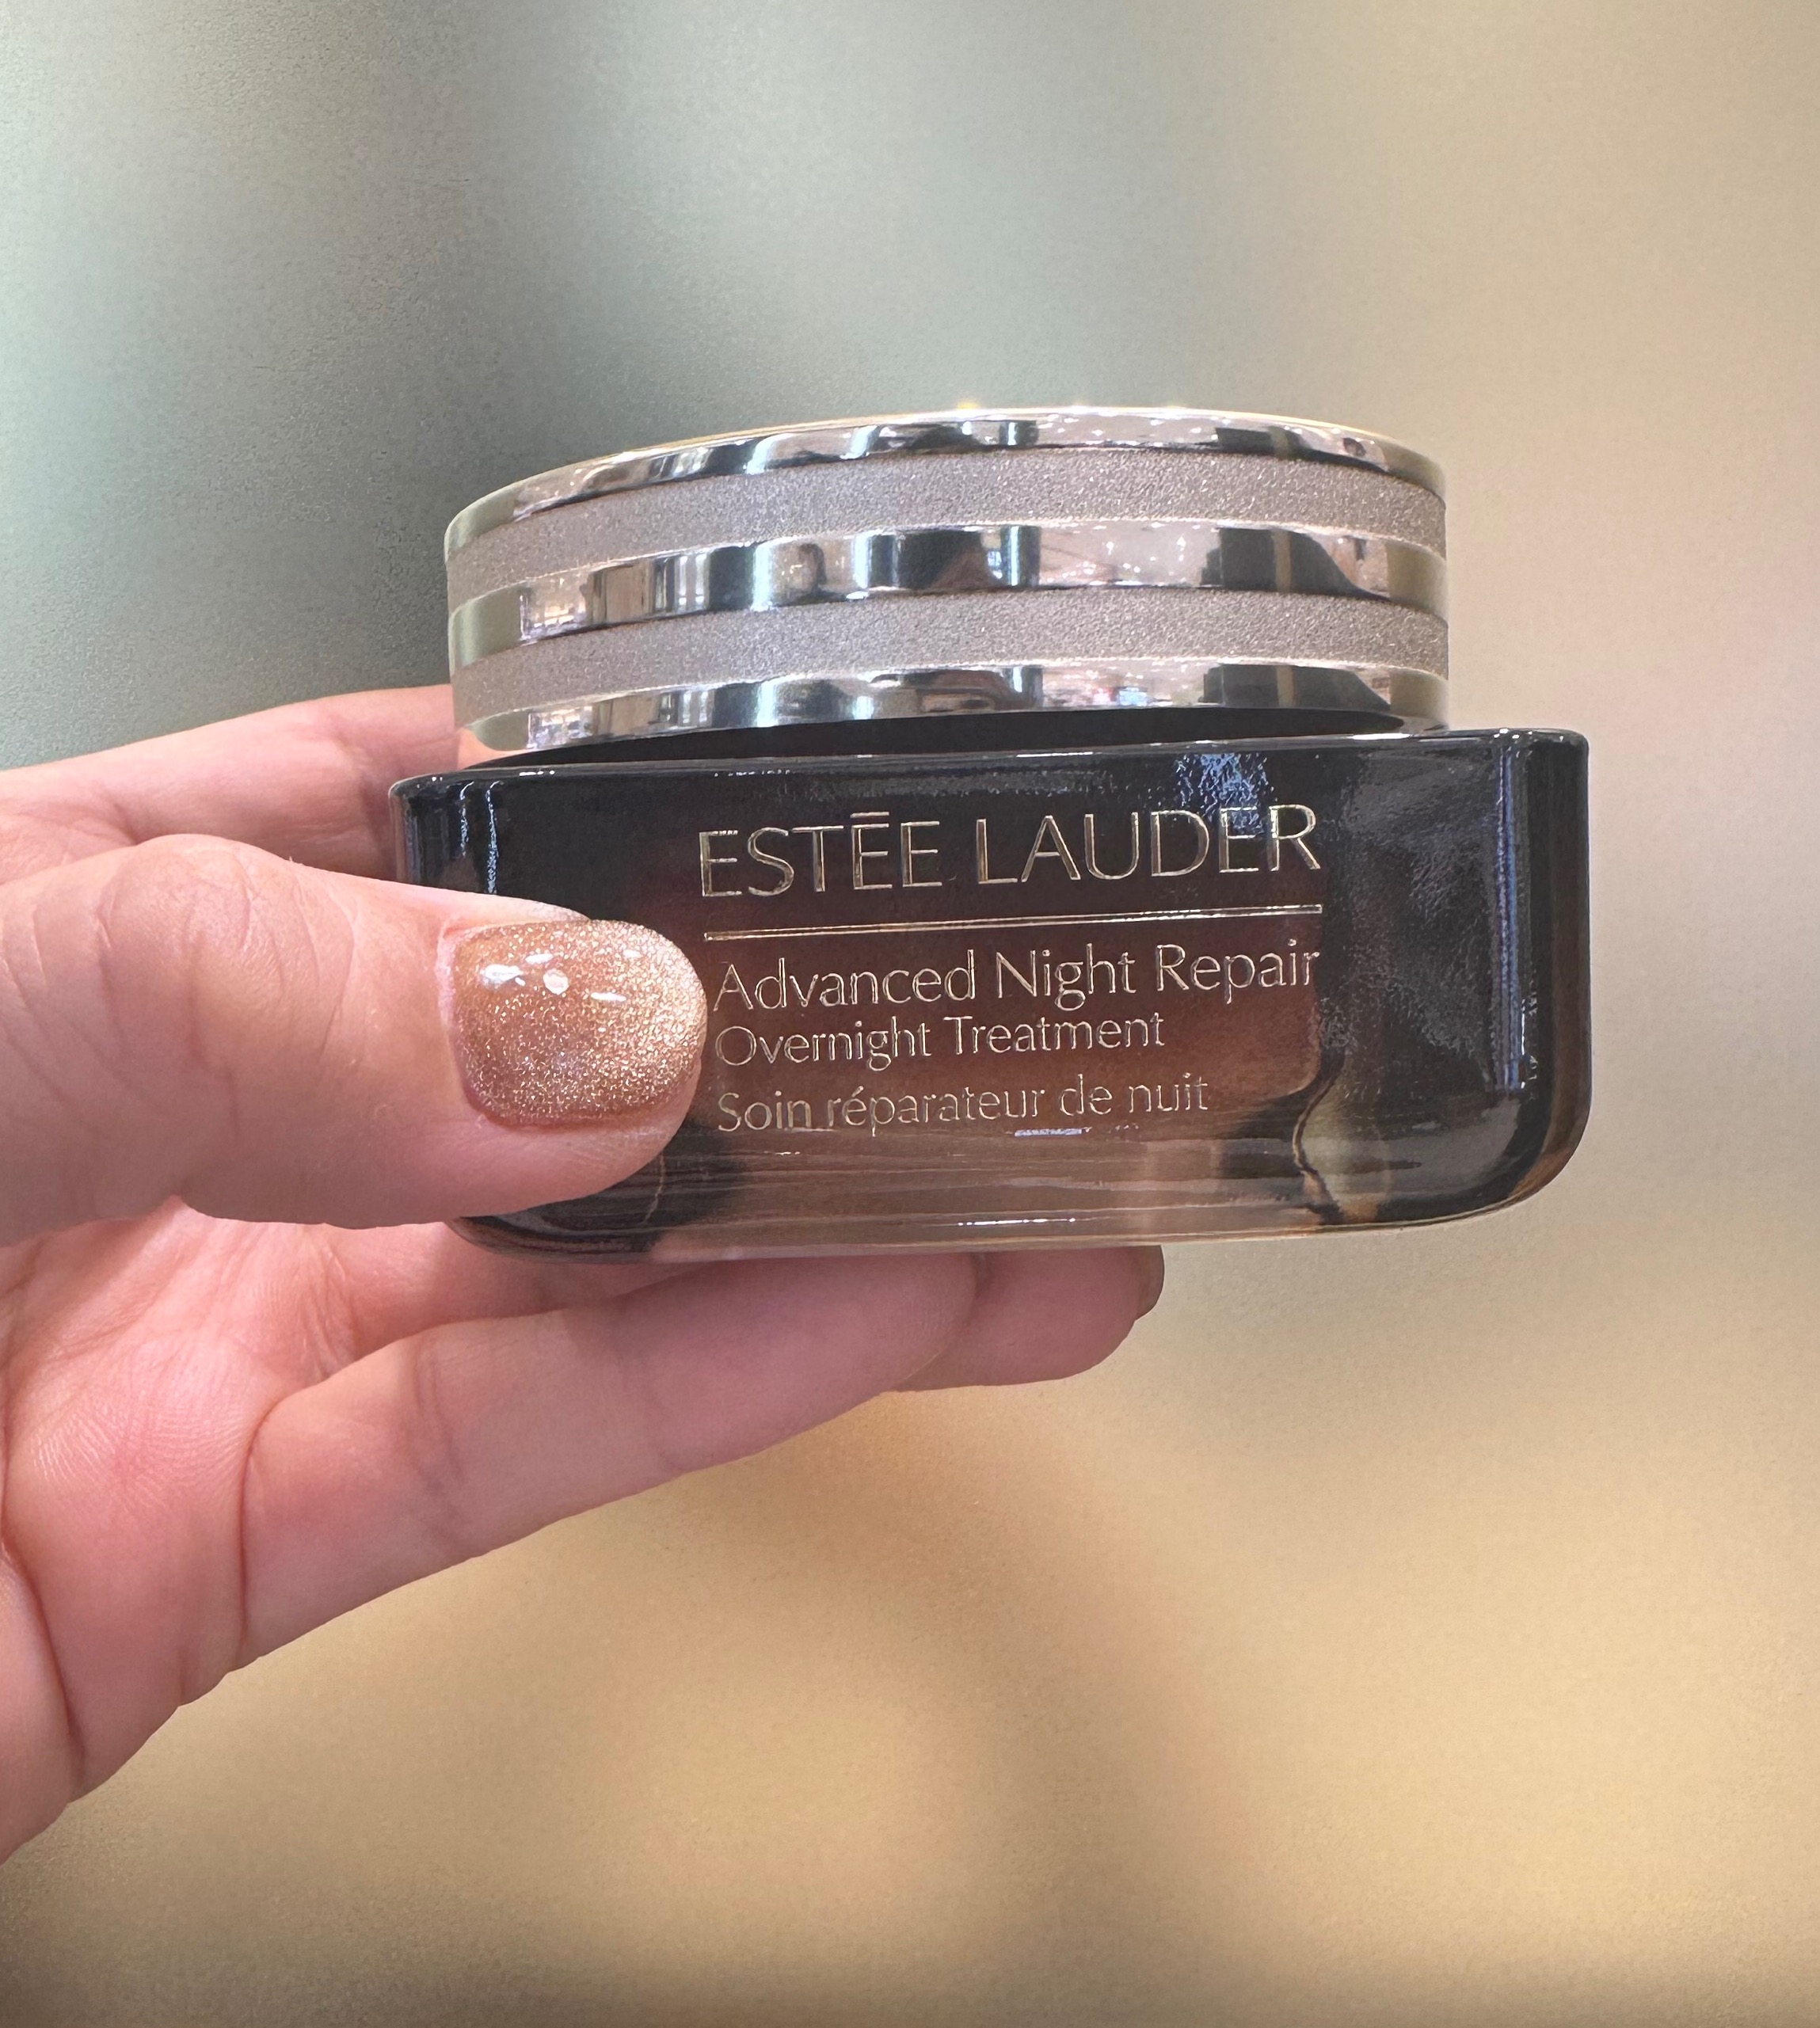 ESTĒE LAUDER
Advanced Night Repair
Overnight Treatment
Soin réparateur de nuit